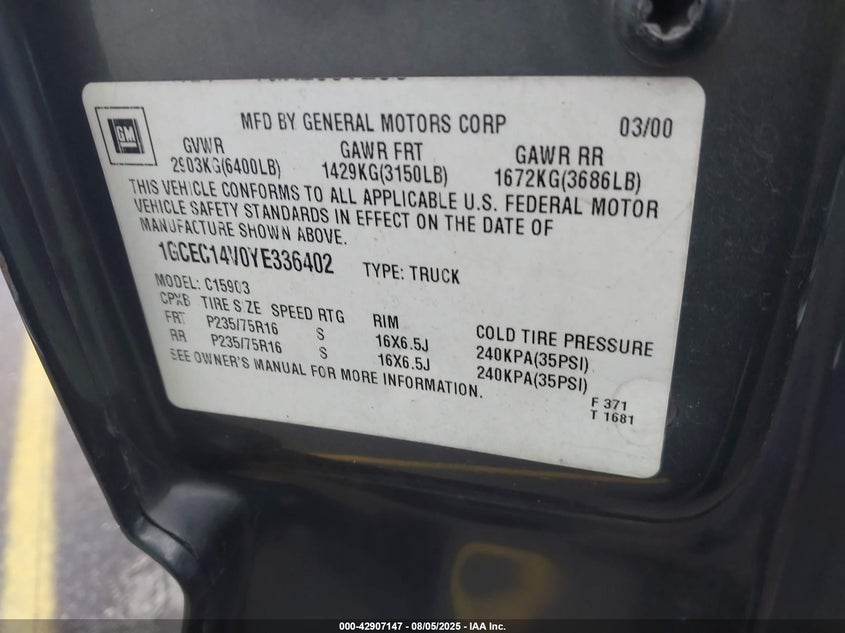 GM
MFD BY GENERAL MOTORS CORP 03/00
GVWR GAWR FRT GAWR RR
2903KG(6400LB) 1429KG(3150LB) 1672KG(3686LB)
THIS VEHICLE CONFORMS TO ALL APPLICABLE U.S. FEDERAL MOTOR
VEHICLE SAFETY STANDARDS IN EFFECT ON THE DATE OF
MANUFACTURE SHOWN ABOVE.
1GCEC14V0YE336402 TYPE: TRUCK
MODEL: C15903
CPXB TIRE SIZE SPEED RTG RIM COLD TIRE PRESSURE
FRT P235/75R16 S 16X6.5J 240KPA(35PSI)
RR P235/75R16 S 16X6.5J 240KPA(35PSI)
SEE OWNER'S MANUAL FOR MORE INFORMATION.
F 371
T 1681
000-42907147 - 08/05/2025 - IAA Inc.